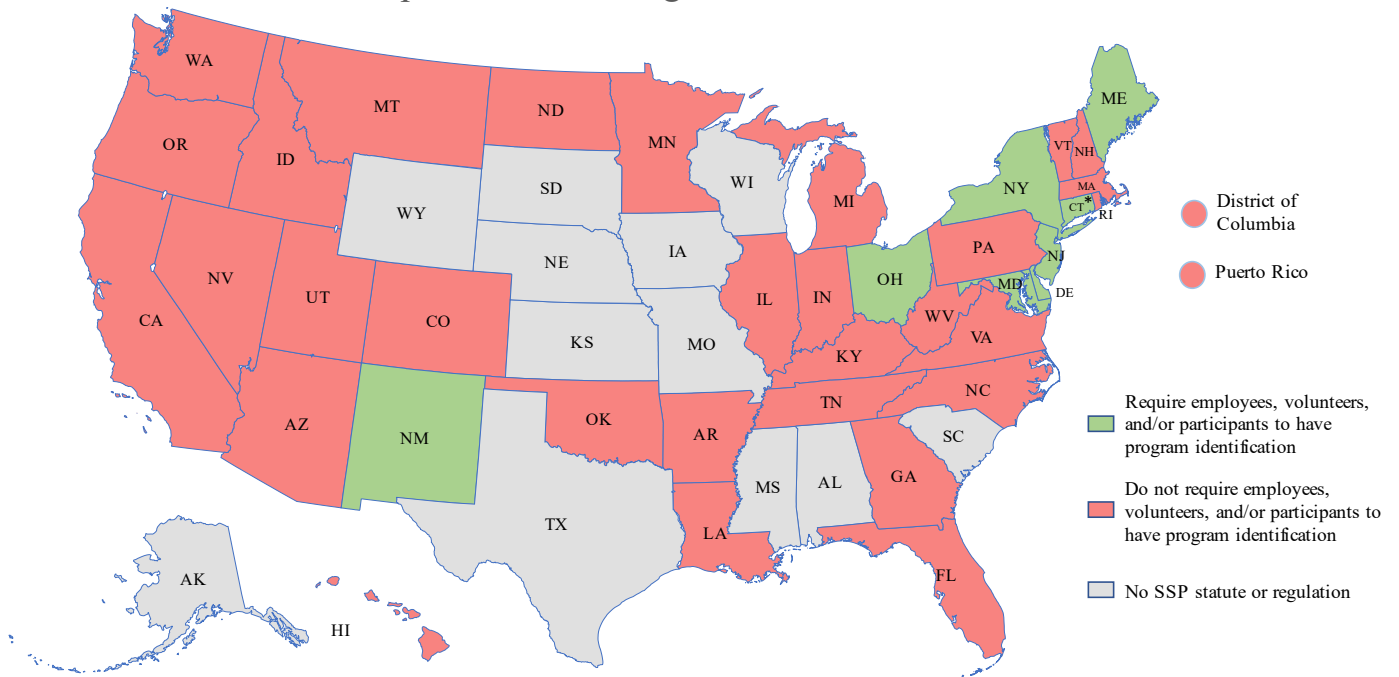 WA
MT
ND
MN
ME
OR
ID
SD
WI
VT
NH
NY
MI
MA
CT*
RI
WY
IA
PA
NE
NJ
NV
UT
CO
IL
IN
OH
MD
DE
CA
KS
MO
WV
VA
KY
AZ
NM
OK
AR
TN
NC
SC
MS
AL
GA
TX
LA
FL
AK
HI
District of
Columbia
Puerto Rico
Require employees, volunteers,
and/or participants to have
program identification
Do not require employees,
volunteers, and/or participants to
have program identification
No SSP statute or regulation